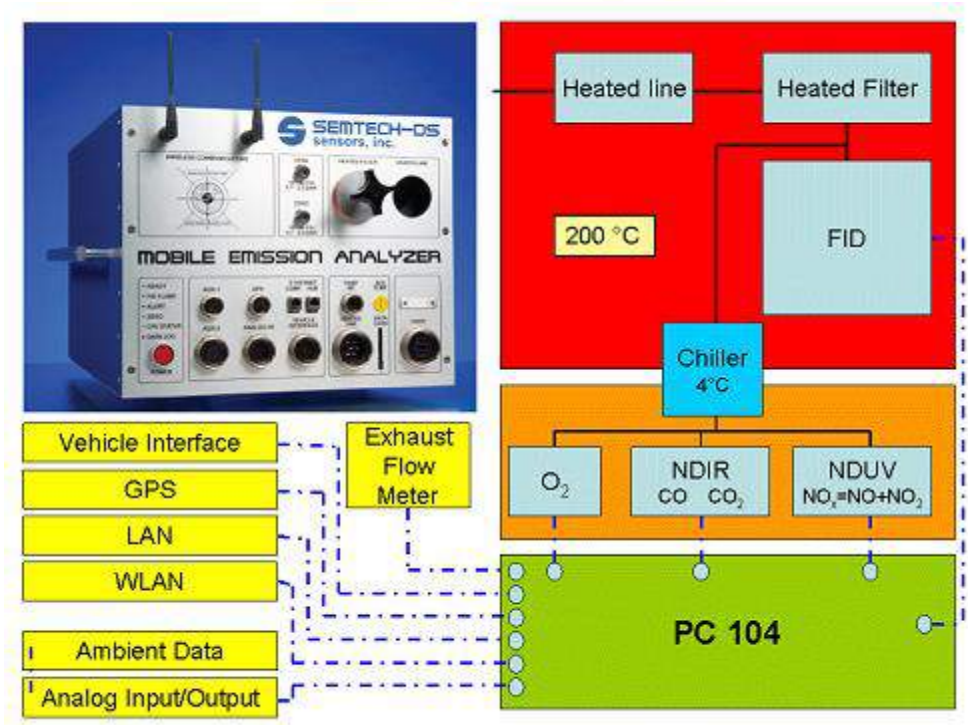 SEMTECH-DS
sensors, inc.
WIRELESS COMMUNICATIONS
MOBILE EMISSION ANALYZER
Heated line
Heated Filter
200 °C
FID
Chiller
4°C
O₂
NDIR
CO CO₂
NDUV
NOₓ=NO+NO₂
Vehicle Interface
GPS
LAN
WLAN
Ambient Data
Analog Input/Output
Exhaust
Flow
Meter
PC 104